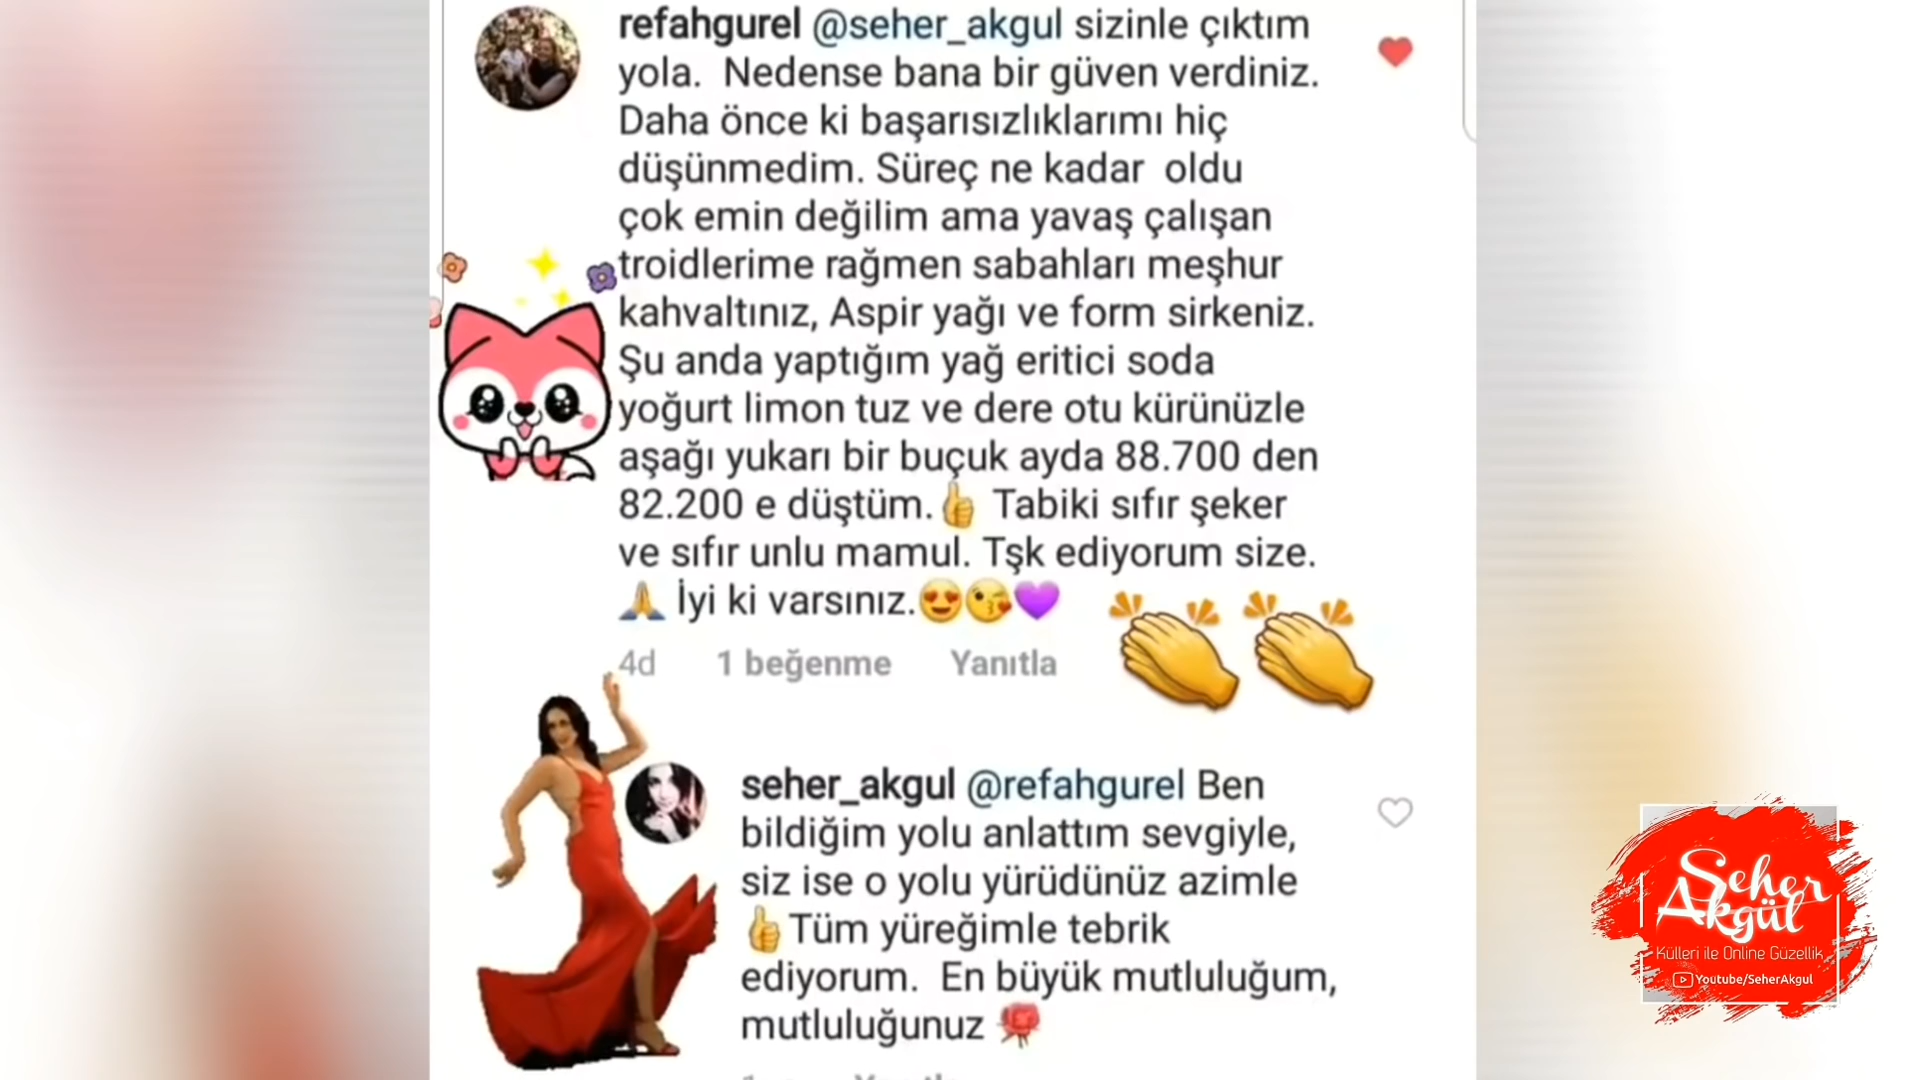 refahgurel @seher_akgul sizinle çıktım
yola. Nedense bana bir güven verdiniz.
Daha önce ki başarısızlıklarımı hiç
düşünmedim. Süreç ne kadar oldu
çok emin değilim ama yavaş çalışan
troidlerime rağmen sabahları meşhur
kahvaltınız, Aspir yağı ve form sirkeniz.
Şu anda yaptığım yağ eritici soda
yoğurt limon tuz ve dere otu kürünüzle
aşağı yukarı bir buçuk ayda 88.700 den
82.200 e düştüm.👍 Tabiki sıfır şeker
ve sıfır unlu mamul. Tşk ediyorum size.
🙏 İyi ki varsınız.😍😘💜
4d 1 beğenme Yanıtla
seher_akgul @refahgurel Ben
bildiğim yolu anlattım sevgiyle,
siz ise o yolu yürüdünüz azimle
👍Tüm yüreğimle tebrik
ediyorum. En büyük mutluluğum,
mutluluğunuz 🌹
Seher
Akgül
Külleri ile Online Güzellik
Youtube/SeherAkgul